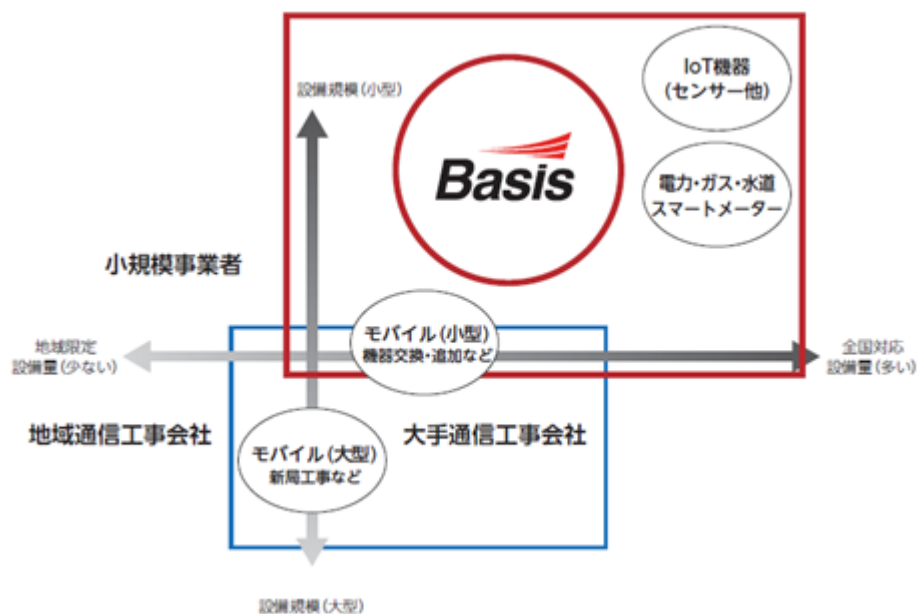 IoT機器
(センサー他)
設備規模(小型)
Basis
電力・ガス・水道
スマートメーター
小規模事業者
モバイル(小型)
機器交換・追加など
地域限定
設備量(少ない)
全国対応
設備量(多い)
地域通信工事会社
大手通信工事会社
モバイル(大型)
新局工事など
設備規模(大型)